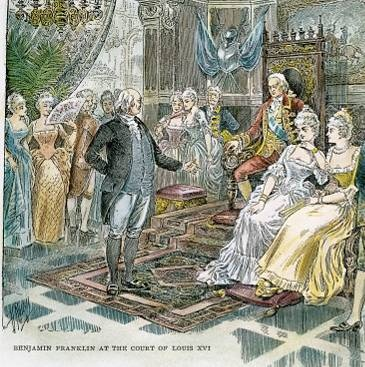 BENJAMIN FRANKLIN AT THE COURT OF LOUIS XVI